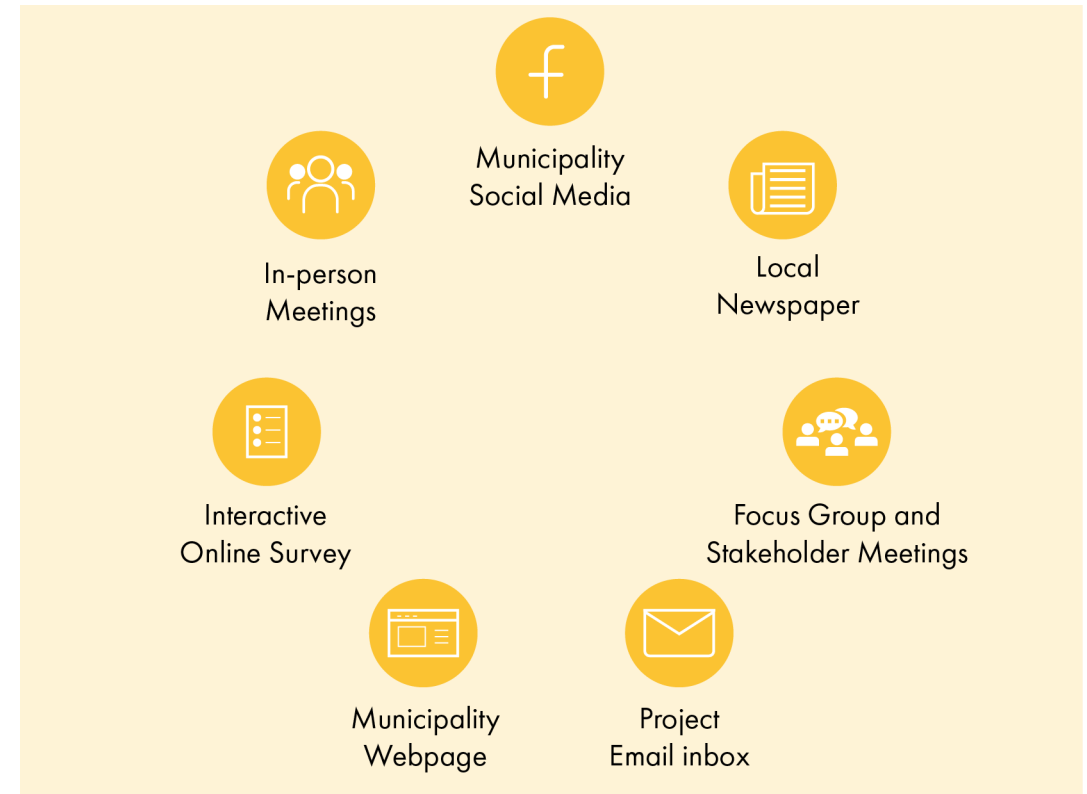 Municipality
Social Media
In-person
Meetings
Local
Newspaper
Interactive
Online Survey
Focus Group and
Stakeholder Meetings
Municipality
Webpage
Project
Email inbox